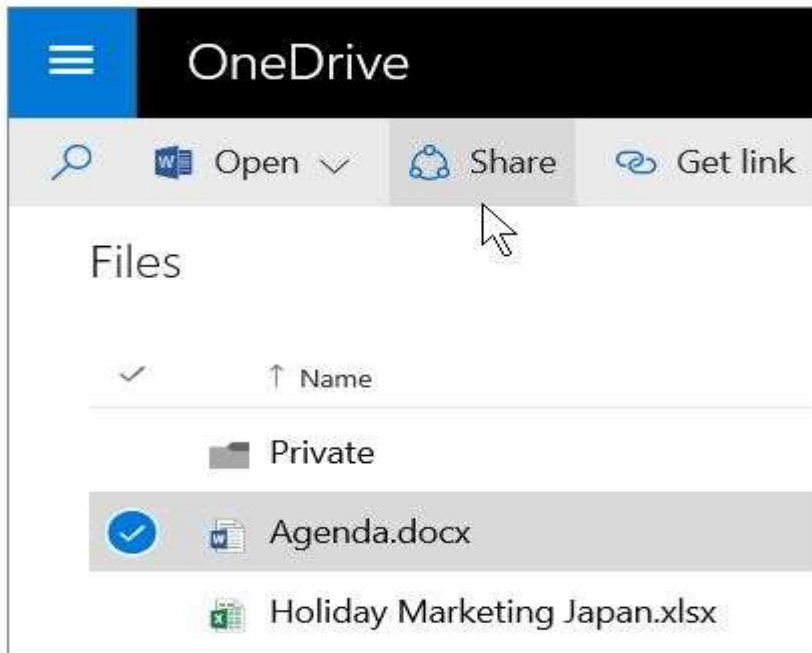 OneDrive
Open Share Get link
Files
Name
Private
Agenda.docx
Holiday Marketing Japan.xlsx